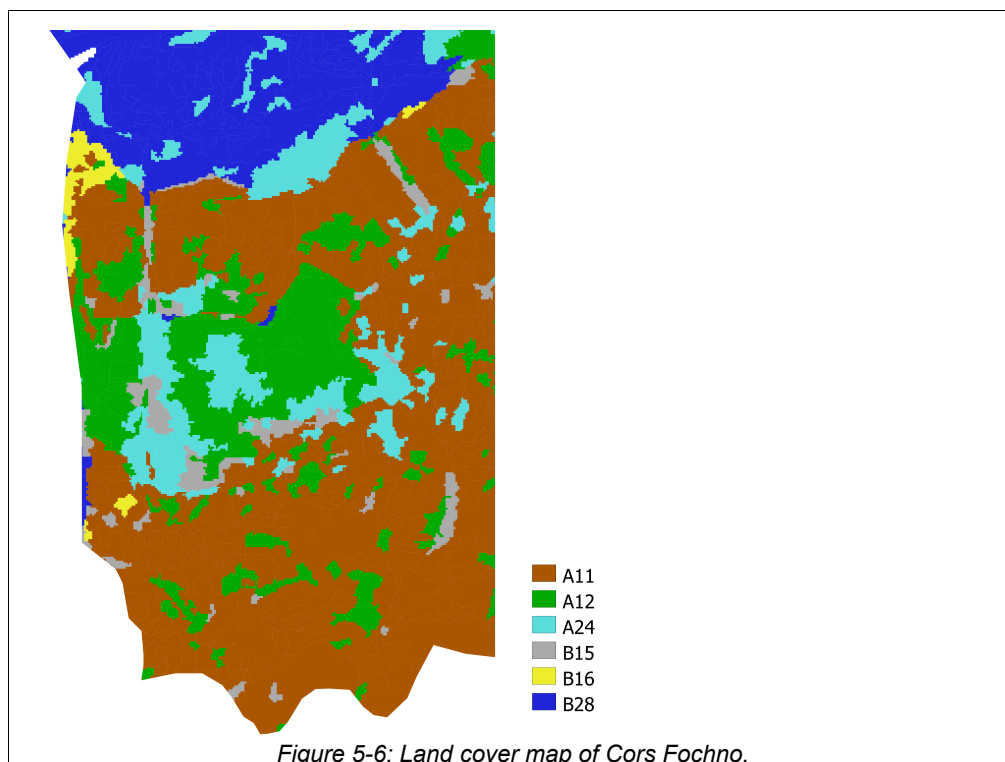 A11
A12
A24
B15
B16
B28
Figure 5-6: Land cover map of Cors Fochno.